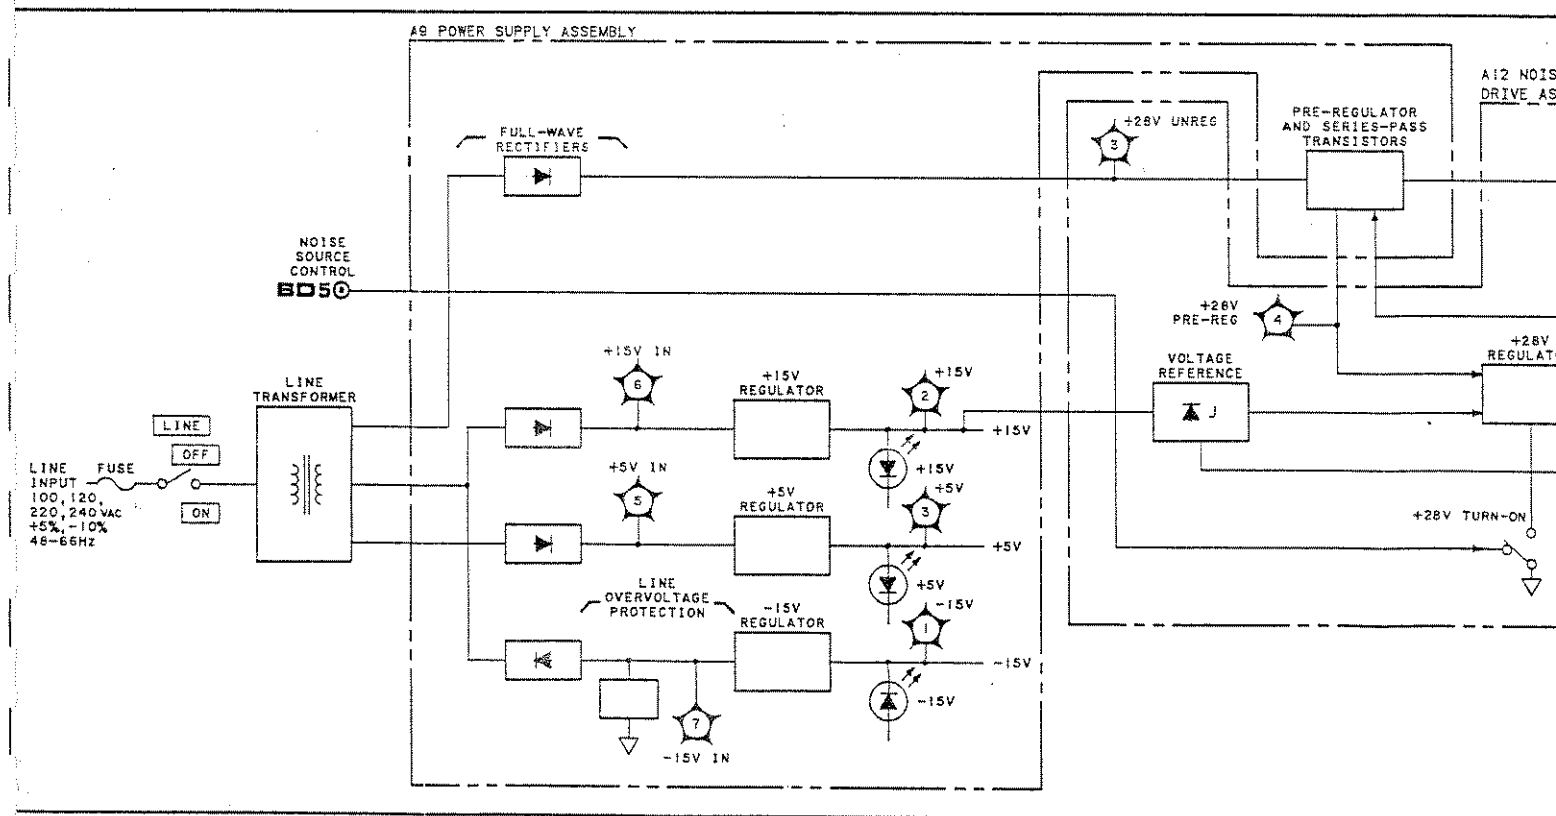 A9 POWER SUPPLY ASSEMBLY
A12 NOIS
DRIVE AS
FULL-WAVE
RECTIFIERS
3
+28V UNREG
PRE-REGULATOR
AND SERIES-PASS
TRANSISTORS
NOISE
SOURCE
CONTROL
+28V
PRE-REG
4
+28V
REGULATO
VOLTAGE
REFERENCE
+15V IN
6
+15V
REGULATOR
2
+15V
+15V
+15V
LINE
TRANSFORMER
LINE
OFF
ON
LINE
INPUT
100, 120,
220, 240 VAC
+5%, -10%
48-66Hz
FUSE
+5V IN
5
+5V
REGULATOR
3
+5V
+5V
+5V
+28V TURN-ON
LINE
OVERVOLTAGE
PROTECTION
-15V
REGULATOR
1
-15V
-15V
-15V
7
-15V IN